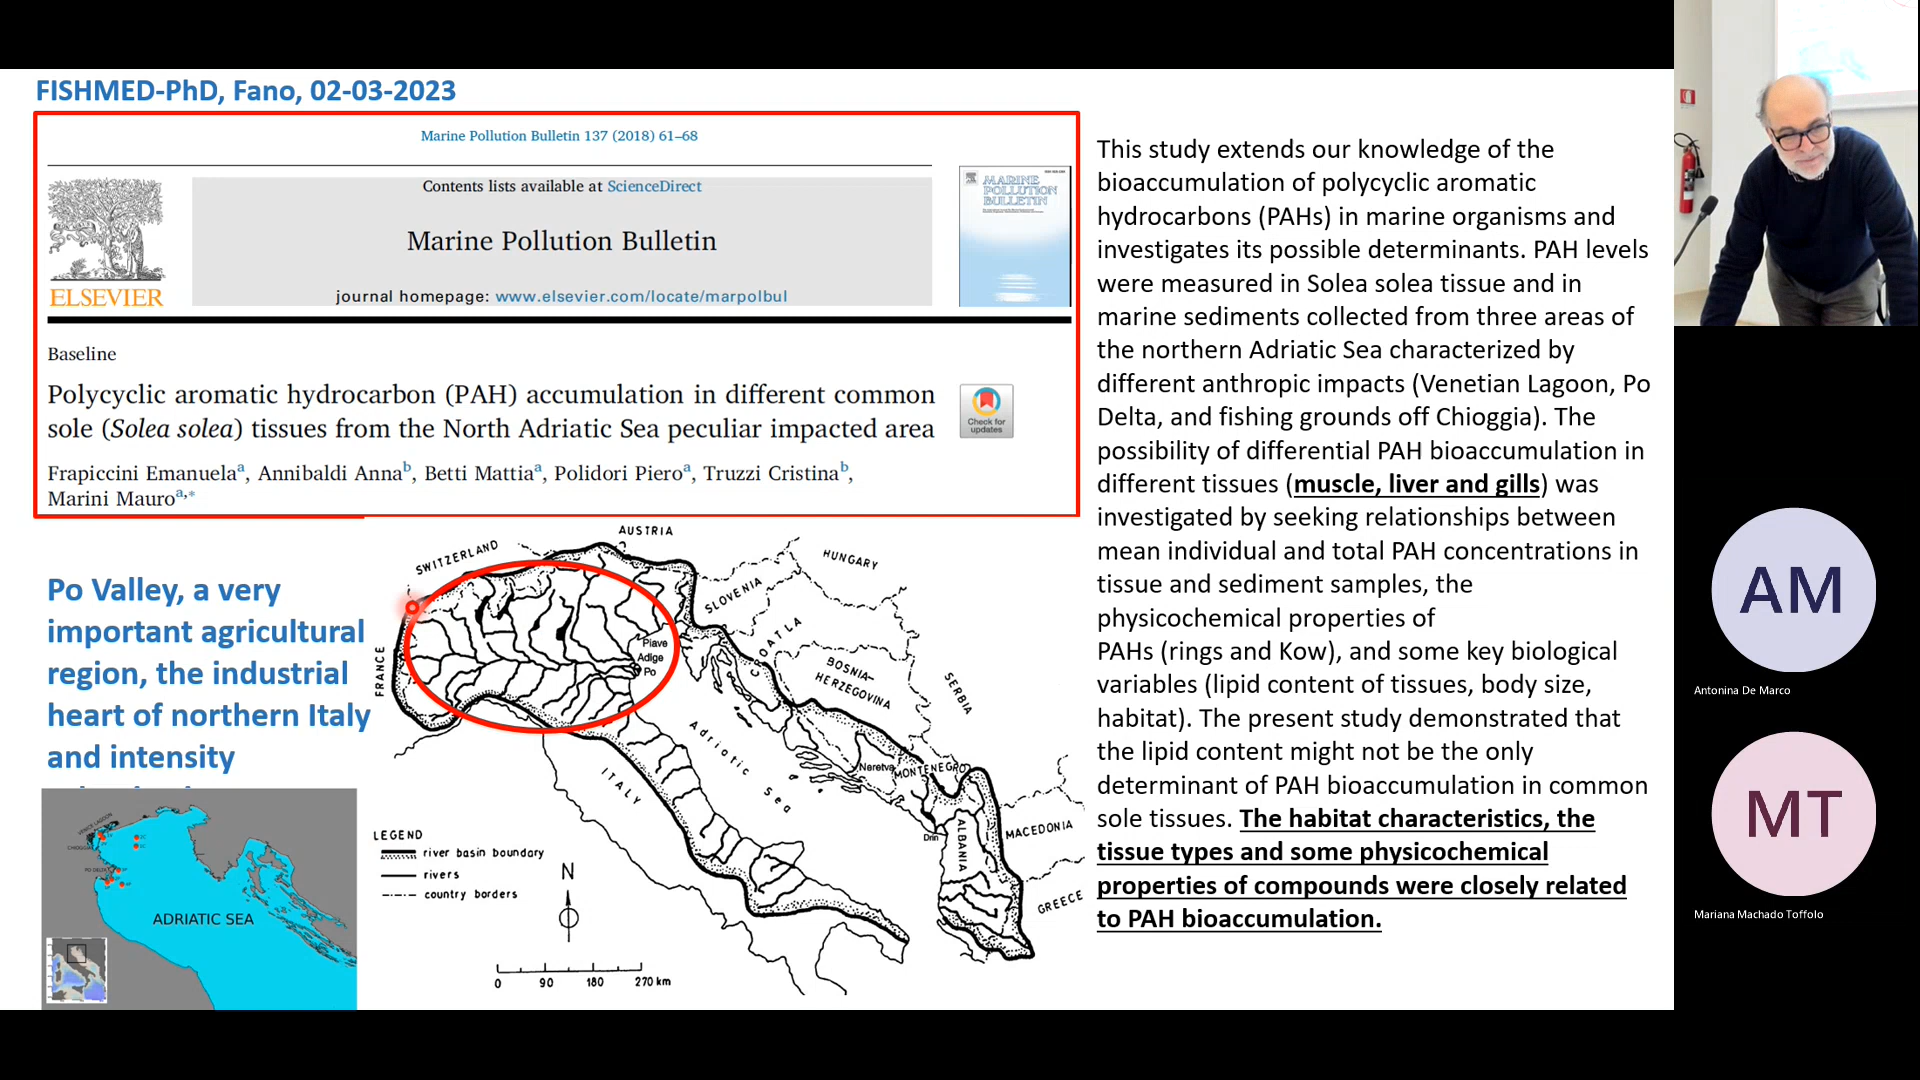 FISHMED-PhD, Fano, 02-03-2023
Marine Pollution Bulletin 137 (2018) 61–68
Contents lists available at ScienceDirect
Marine Pollution Bulletin
journal homepage: www.elsevier.com/locate/marpolbul
ELSEVIER
MARINE
POLLUTION
BULLETIN
Baseline
Polycyclic aromatic hydrocarbon (PAH) accumulation in different common
sole (Solea solea) tissues from the North Adriatic Sea peculiar impacted area
Check for
updates
Frapiccini Emanuelaᵃ, Annibaldi Annaᵇ, Betti Mattiaᵃ, Polidori Pieroᵃ, Truzzi Cristinaᵇ,
Marini Mauroᵃ,*
Po Valley, a very
important agricultural
region, the industrial
heart of northern Italy
and intensity
AUSTRIA
SWITZERLAND
HUNGARY
SLOVENIA
CROATLA
FRANCE
Piave
Adige
Po
BOSNIA-
HERZEGOVINA
SERBIA
Adriatic Sea
ITALY
Neretva
MONTENEGRO
Drin
ALBANIA
MACEDONIA
GREECE
LEGEND
river basin boundary
rivers
country borders
N
0 90 180 270 km
VENICE LAGOON
CHIOGGIA
PO DELTA
ADRIATIC SEA
This study extends our knowledge of the
bioaccumulation of polycyclic aromatic
hydrocarbons (PAHs) in marine organisms and
investigates its possible determinants. PAH levels
were measured in Solea solea tissue and in
marine sediments collected from three areas of
the northern Adriatic Sea characterized by
different anthropic impacts (Venetian Lagoon, Po
Delta, and fishing grounds off Chioggia). The
possibility of differential PAH bioaccumulation in
different tissues (muscle, liver and gills) was
investigated by seeking relationships between
mean individual and total PAH concentrations in
tissue and sediment samples, the
physicochemical properties of
PAHs (rings and Kow), and some key biological
variables (lipid content of tissues, body size,
habitat). The present study demonstrated that
the lipid content might not be the only
determinant of PAH bioaccumulation in common
sole tissues. The habitat characteristics, the
tissue types and some physicochemical
properties of compounds were closely related
to PAH bioaccumulation.
AM
Antonina De Marco
MT
Mariana Machado Toffolo